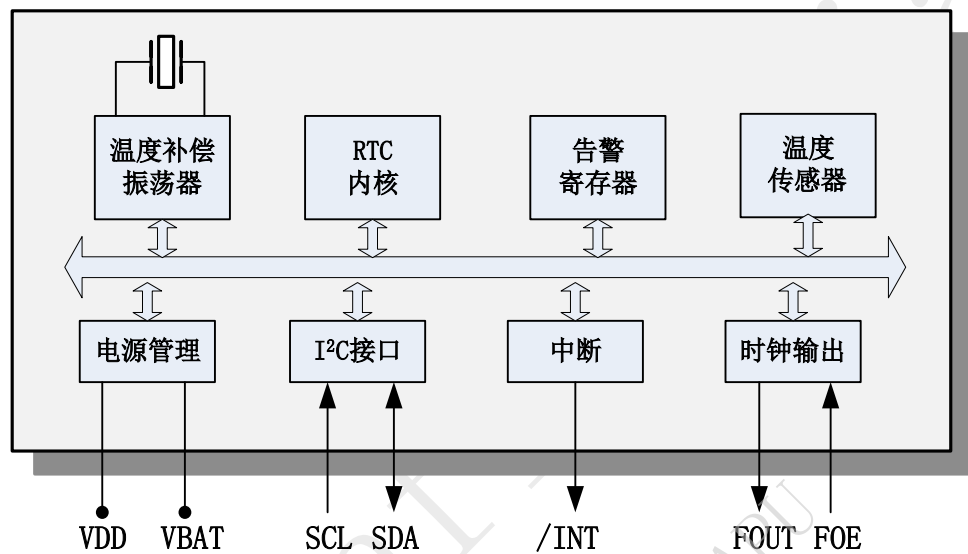 温度补偿
振荡器
RTC
内核
告警
寄存器
温度
传感器
电源管理
I²C接口
中断
时钟输出
VDD VBAT SCL SDA /INT FOUT FOE